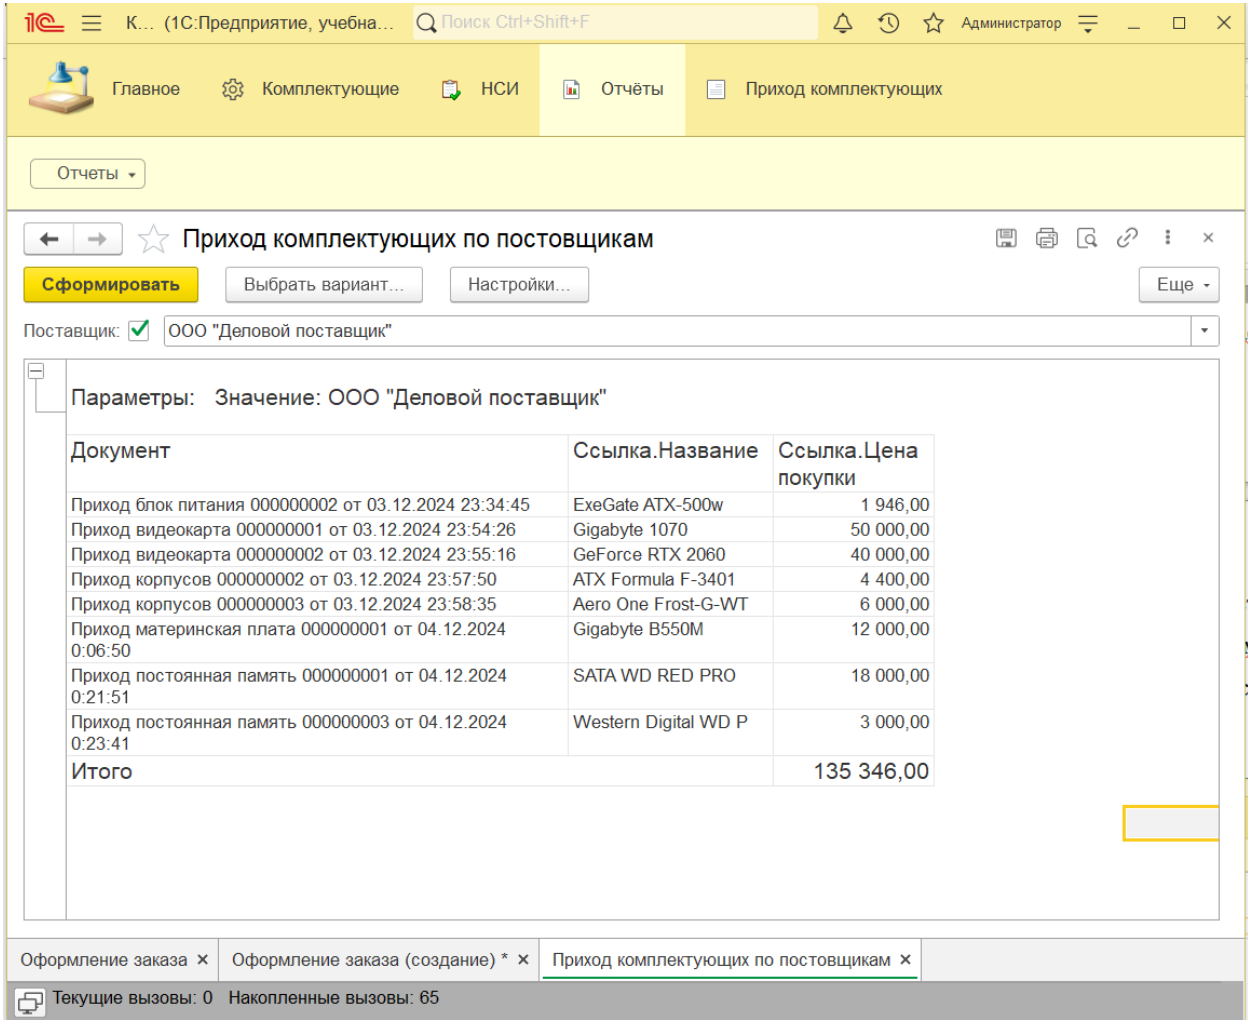 К... (1С:Предприятие, учебна... Поиск Ctrl+Shift+F Администратор
Главное Комплектующие НСИ Отчёты Приход комплектующих
Отчеты
Приход комплектующих по постовщикам
Сформировать Выбрать вариант... Настройки... Еще
Поставщик: ООО "Деловой поставщик"
Параметры: Значение: ООО "Деловой поставщик"
Документ Ссылка.Название Ссылка.Цена
покупки
Приход блок питания 000000002 от 03.12.2024 23:34:45 ExeGate ATX-500w 1 946,00
Приход видеокарта 000000001 от 03.12.2024 23:54:26 Gigabyte 1070 50 000,00
Приход видеокарта 000000002 от 03.12.2024 23:55:16 GeForce RTX 2060 40 000,00
Приход корпусов 000000002 от 03.12.2024 23:57:50 ATX Formula F-3401 4 400,00
Приход корпусов 000000003 от 03.12.2024 23:58:35 Aero One Frost-G-WT 6 000,00
Приход материнская плата 000000001 от 04.12.2024 Gigabyte B550M 12 000,00
0:06:50
Приход постоянная память 000000001 от 04.12.2024 SATA WD RED PRO 18 000,00
0:21:51
Приход постоянная память 000000003 от 04.12.2024 Western Digital WD P 3 000,00
0:23:41
Итого 135 346,00
Оформление заказа Оформление заказа (создание) * Приход комплектующих по постовщикам
Текущие вызовы: 0 Накопленные вызовы: 65